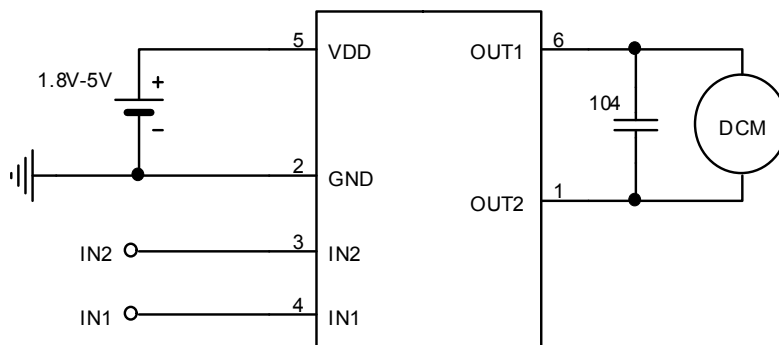 5 VDD OUT1 6
1.8V-5V +
104
DCM
−
2 GND
OUT2 1
IN2 3 IN2
IN1 4 IN1